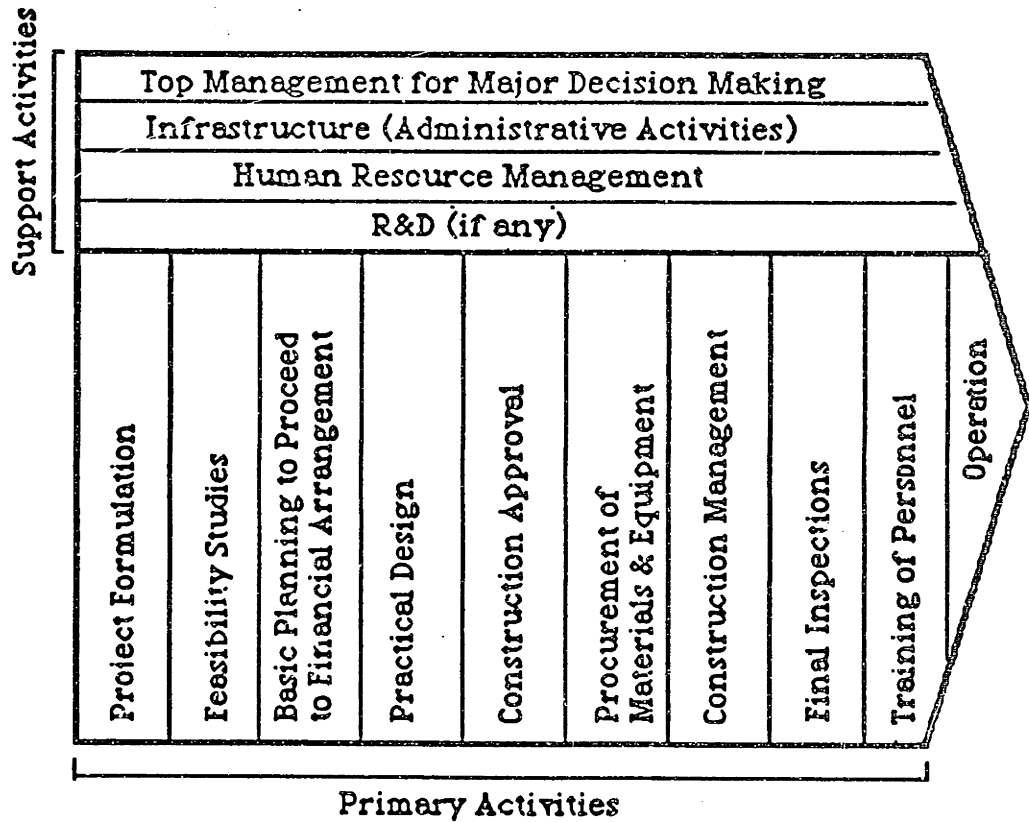 Support Activities
Top Management for Major Decision Making
Infrastructure (Administrative Activities)
Human Resource Management
R&D (if any)
Project Formulation
Feasibility Studies
Basic Planning to Proceed
to Financial Arrangement
Practical Design
Construction Approval
Procurement of
Materials & Equipment
Construction Management
Final Inspections
Training of Personnel
Operation
Primary Activities